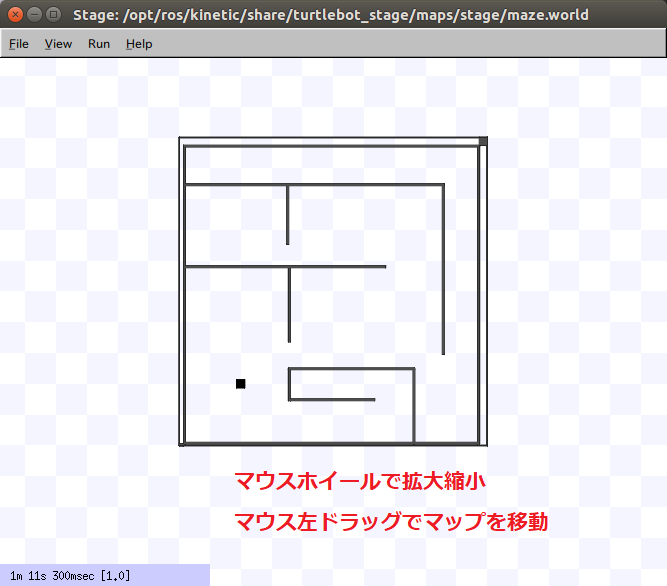 Stage: /opt/ros/kinetic/share/turtlebot_stage/maps/stage/maze.world
File View Run Help
マウスホイールで拡大縮小
マウス左ドラッグでマップを移動
1m 11s 300msec [1.0]